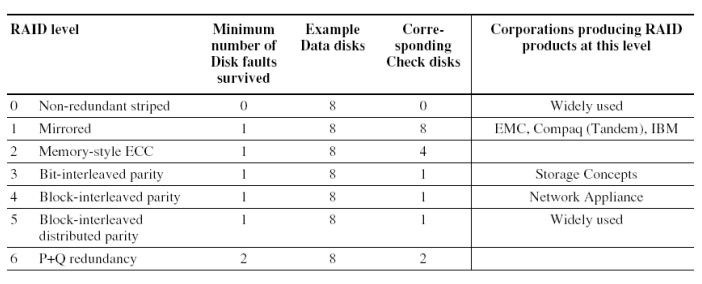 RAID level Minimum number of Disk faults survived Example Data disks Corre-sponding Check disks Corporations producing RAID products at this level
0 Non-redundant striped 0 8 0 Widely used
1 Mirrored 1 8 8 EMC, Compaq (Tandem), IBM
2 Memory-style ECC 1 8 4
3 Bit-interleaved parity 1 8 1 Storage Concepts
4 Block-interleaved parity 1 8 1 Network Appliance
5 Block-interleaved distributed parity 1 8 1 Widely used
6 P+Q redundancy 2 8 2